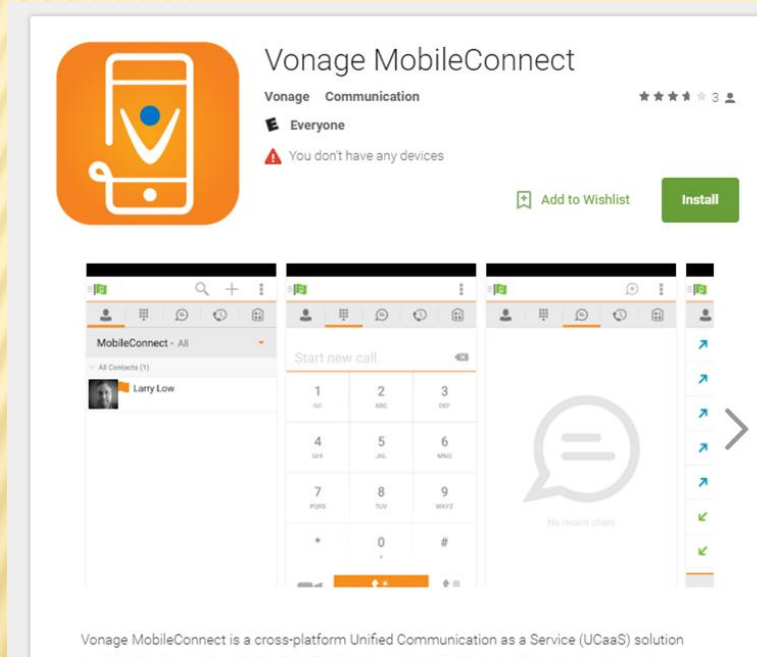 Vonage MobileConnect
Vonage Communication
3
E Everyone
You don't have any devices
Add to Wishlist
Install
MobileConnect - All
All Contacts (1)
Larry Low
Start new call
1 2 3
ABC DEF
4 5 6
GHI JKL MNO
7 8 9
PQRS TUV WXYZ
* 0 #
+
No recent chats
Vonage MobileConnect is a cross-platform Unified Communication as a Service (UCaaS) solution